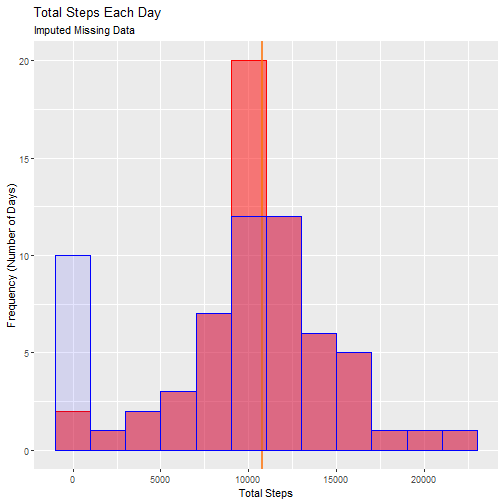 Total Steps Each Day
Imputed Missing Data
Frequency (Number of Days)
20
15
10
5
0
0
5000
10000
15000
20000
Total Steps